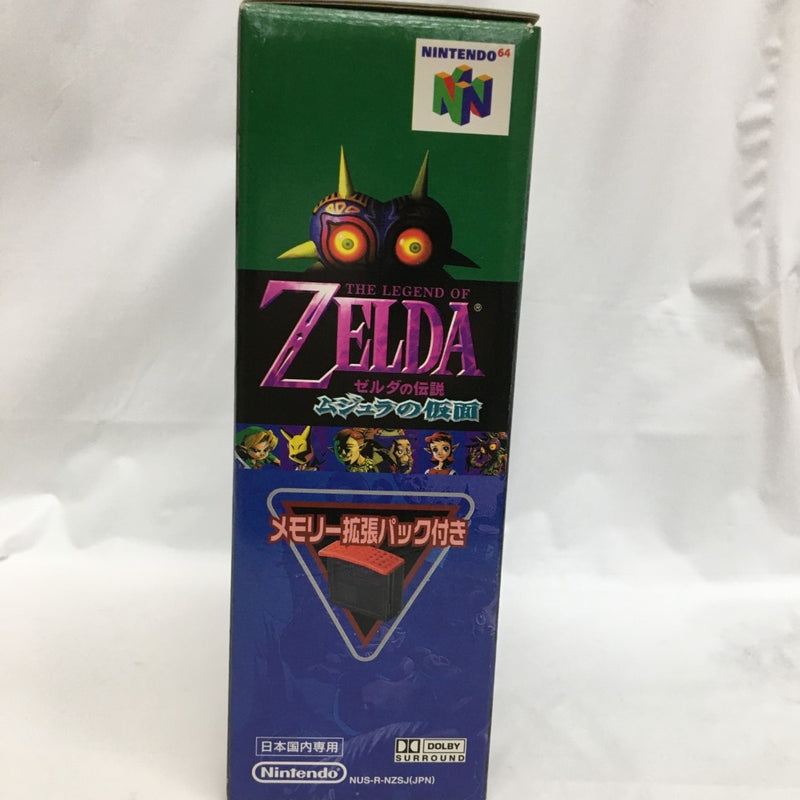 NINTENDO 64
THE LEGEND OF
ZELDA®
ゼルダの伝説
ムジュラの仮面
メモリー拡張パック付き
日本国内専用
DOLBY
SURROUND
Nintendo®
NUS-R-NZSJ(JPN)